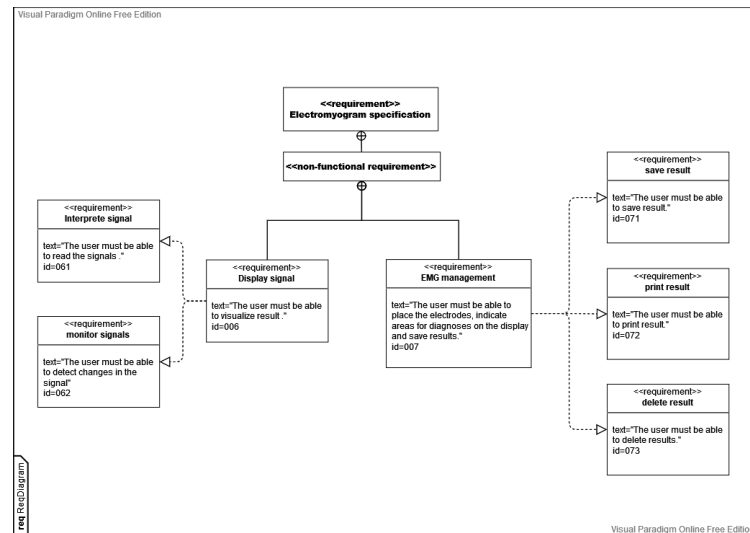 Visual Paradigm Online Free Edition
<<requirement>>
Electromyogram specification
<<non-functional requirement>>
<<requirement>>
Interprete signal
text="The user must be able
to read the signals ."
id=061
<<requirement>>
monitor signals
text="The user must be able
to detect changes in the
signal"
id=062
<<requirement>>
Display signal
text="The user must be able
to visualize result ."
id=006
<<requirement>>
EMG management
text="The user must be able to
place the electrodes, indicate
areas for diagnoses on the display
and save results."
id=007
<<requirement>>
save result
text="The user must be able
to save result."
id=071
<<requirement>>
print result
text="The user must be able
to print result."
id=072
<<requirement>>
delete result
text="The user must be able
to delete results."
id=073
req ReqDiagram
Visual Paradigm Online Free Editio